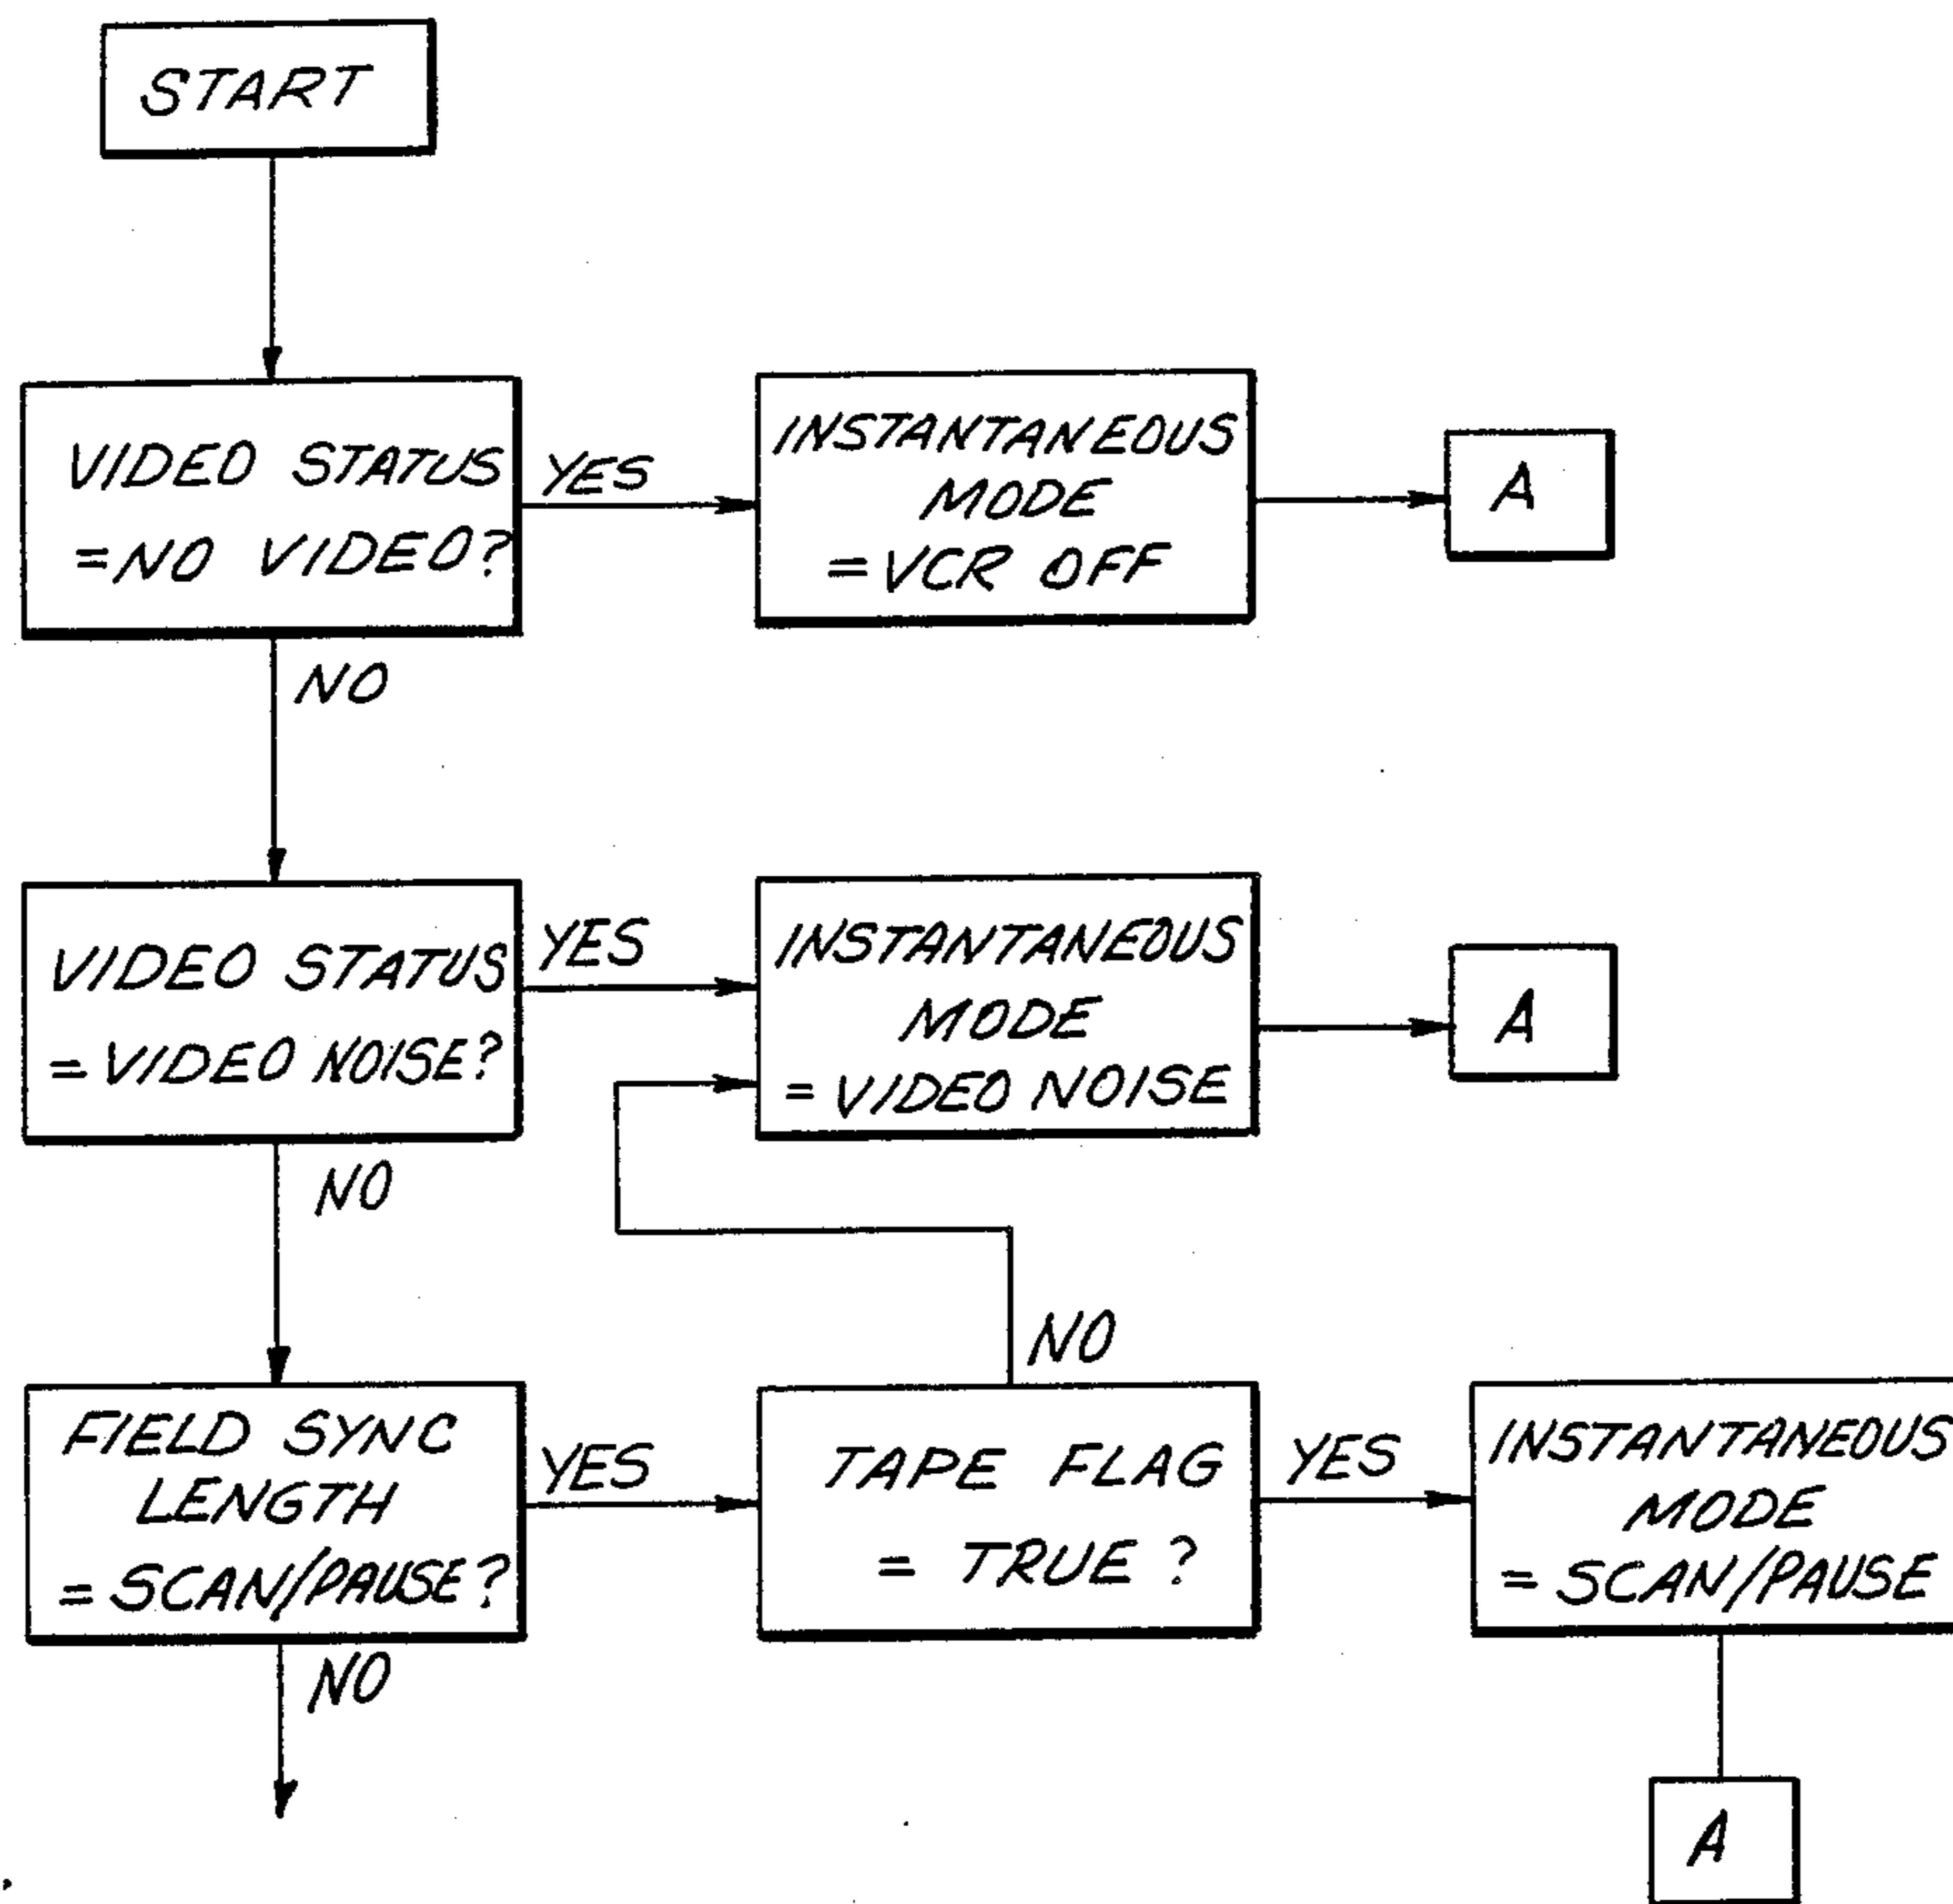 START
VIDEO STATUS
=NO VIDEO?
YES
INSTANTANEOUS
MODE
=VCR OFF
A
NO
VIDEO STATUS
= VIDEO NOISE?
YES
INSTANTANEOUS
MODE
= VIDEO NOISE
A
NO
NO
FIELD SYNC
LENGTH
= SCAN/PAUSE?
YES
TAPE FLAG
= TRUE?
YES
INSTANTANEOUS
MODE
= SCAN/PAUSE
NO
A